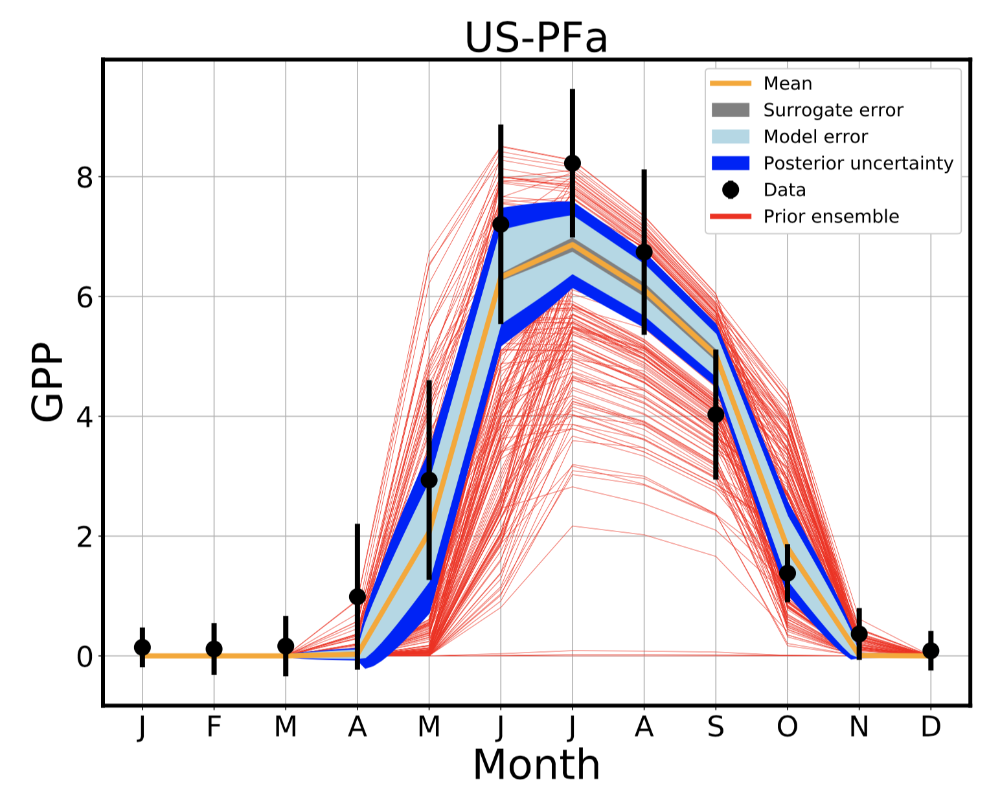 US-PFa
Mean
Surrogate error
Model error
Posterior uncertainty
Data
Prior ensemble
8
6
4
2
0
GPP
J F M A M J J A S O N D
Month